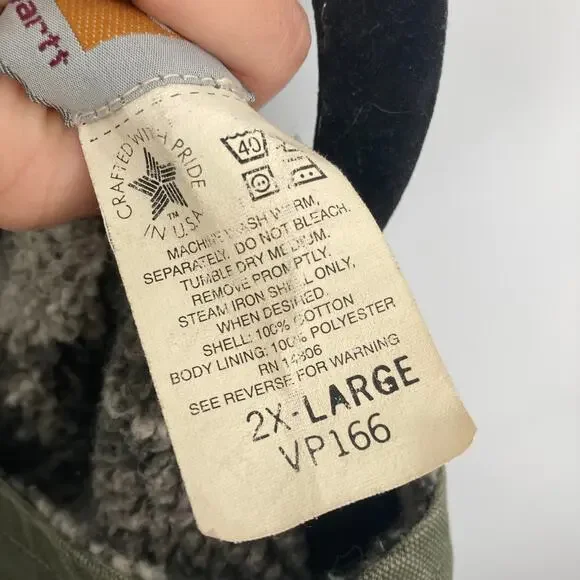 artt
CRAFTED WITH PRIDE
IN U.S.A.
TM
40
MACHINE WASH WARM,
SEPARATELY. DO NOT BLEACH.
TUMBLE DRY MEDIUM.
REMOVE PROMPTLY.
STEAM IRON SHELL ONLY,
WHEN DESIRED.
SHELL: 100% COTTON
BODY LINING: 100% POLYESTER
RN 14806
SEE REVERSE FOR WARNING
2X-LARGE
VP166